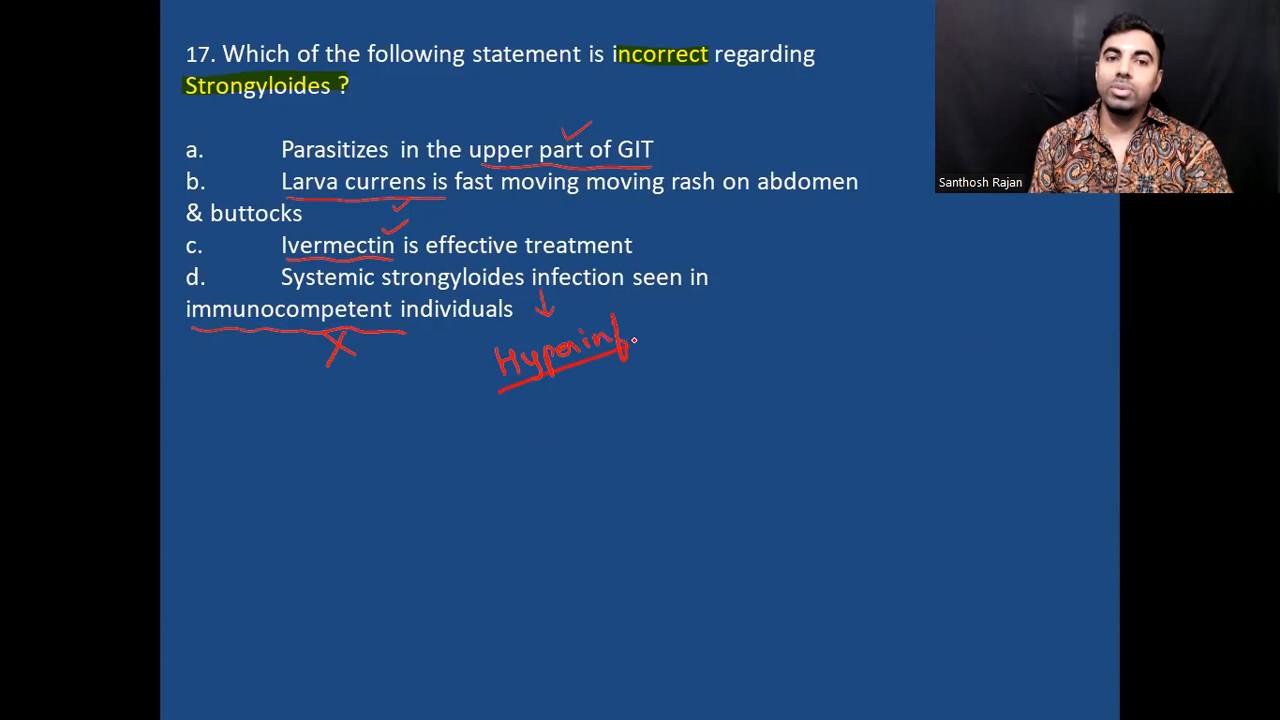 17. Which of the following statement is incorrect regarding
Strongyloides ?
a. Parasitizes in the upper part of GIT
b. Larva currens is fast moving moving rash on abdomen
& buttocks
c. Ivermectin is effective treatment
d. Systemic strongyloides infection seen in
immunocompetent individuals
Hyperinf
Santhosh Rajan